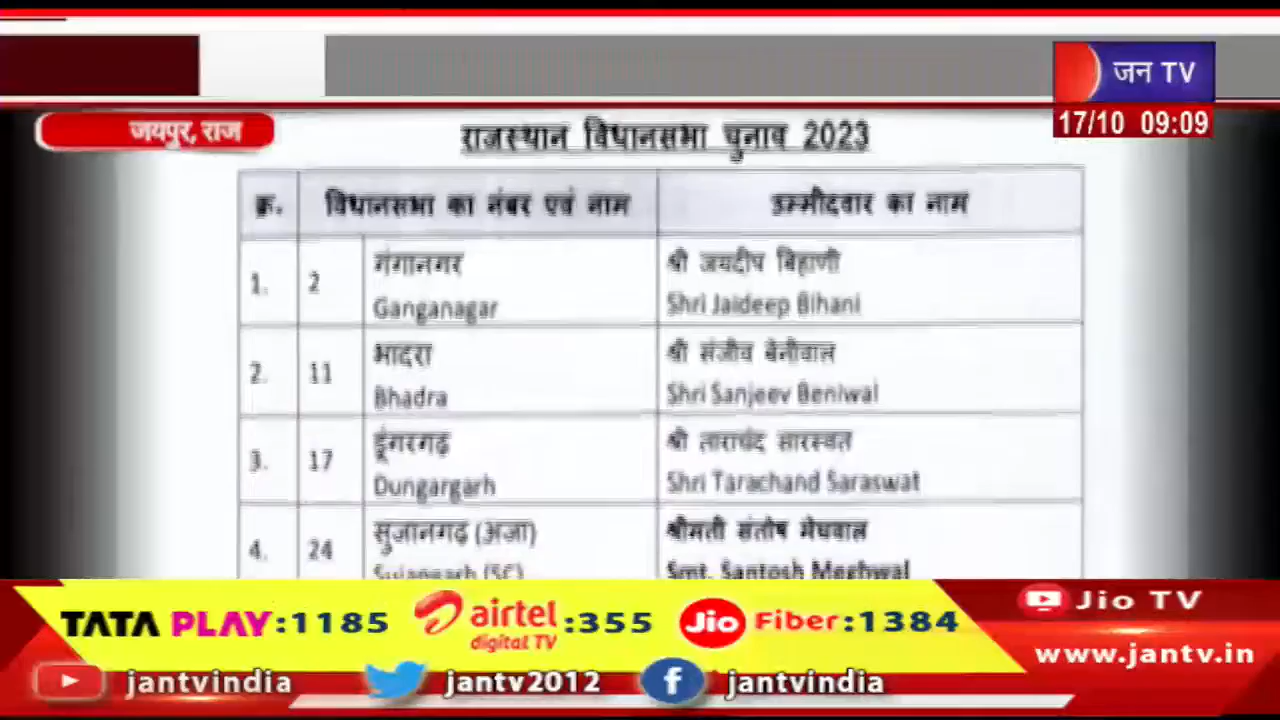 जन TV
17/10 09:09
जयपुर, राज
राजस्थान विधानसभा चुनाव 2023
क्र. विधानसभा का नंबर एवं नाम उम्मीदवार का नाम
1. 2 गंगानगर श्री जयदीप बिहाणी
Ganganagar Shri Jaideep Bihani
2. 11 भादरा श्री संजीव बेनीवाल
Bhadra Shri Sanjeev Beniwal
3. 17 डूंगरगढ़ श्री ताराचंद सारस्वत
Dungargarh Shri Tarachand Saraswat
4. 24 सुजानगढ़ (अजा) श्रीमती संतोष मेघवाल
Sujangarh (SC) Smt. Santosh Meghwal
TATA PLAY:1185 airtel digital TV :355 Jio Fiber:1384
Jio TV
www.jantv.in
jantvindia jantv2012 jantvindia